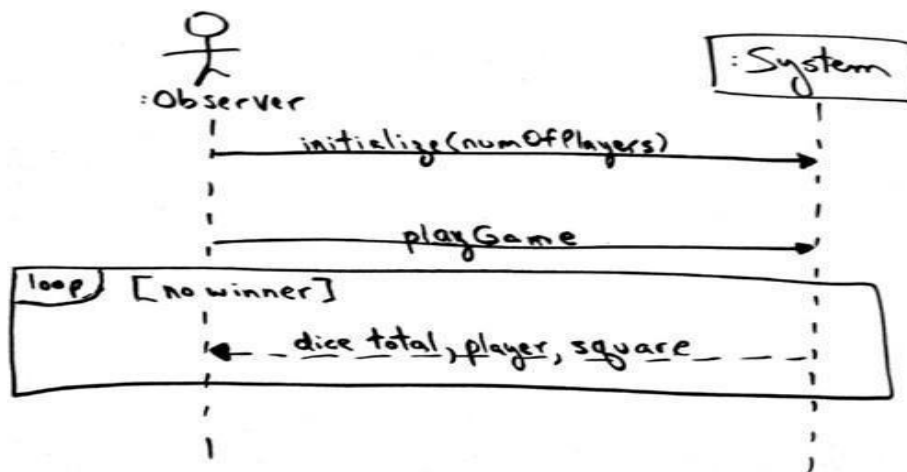 :System
:Observer
initialize(numOfPlayers)
playGame
loop [no winner]
dice total, player, square